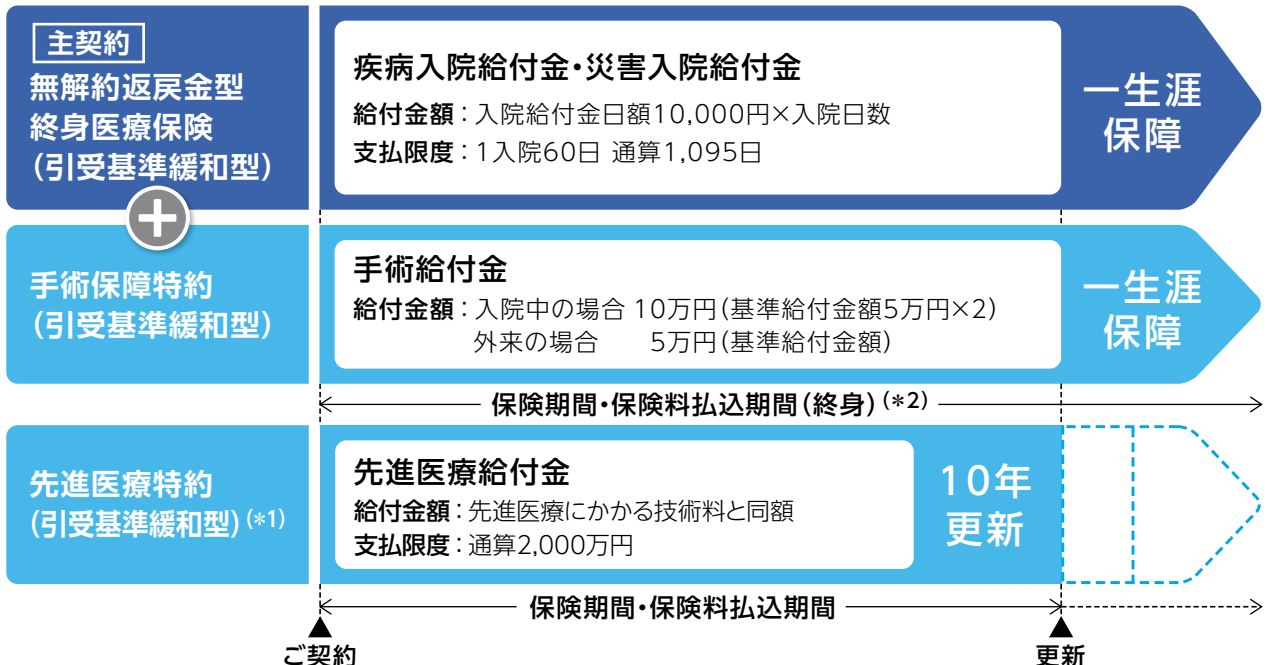 主契約
無解約返戻金型
終身医療保険
(引受基準緩和型)
疾病入院給付金・災害入院給付金
給付金額：入院給付金日額10,000円×入院日数
支払限度：1入院60日 通算1,095日
一生涯
保障
手術保障特約
(引受基準緩和型)
手術給付金
給付金額：入院中の場合 10万円(基準給付金額5万円×2)
外来の場合 5万円(基準給付金額)
一生涯
保障
保険期間・保険料払込期間(終身)(*2)
先進医療特約
(引受基準緩和型)(*1)
先進医療給付金
給付金額：先進医療にかかる技術料と同額
支払限度：通算2,000万円
10年
更新
保険期間・保険料払込期間
ご契約
更新